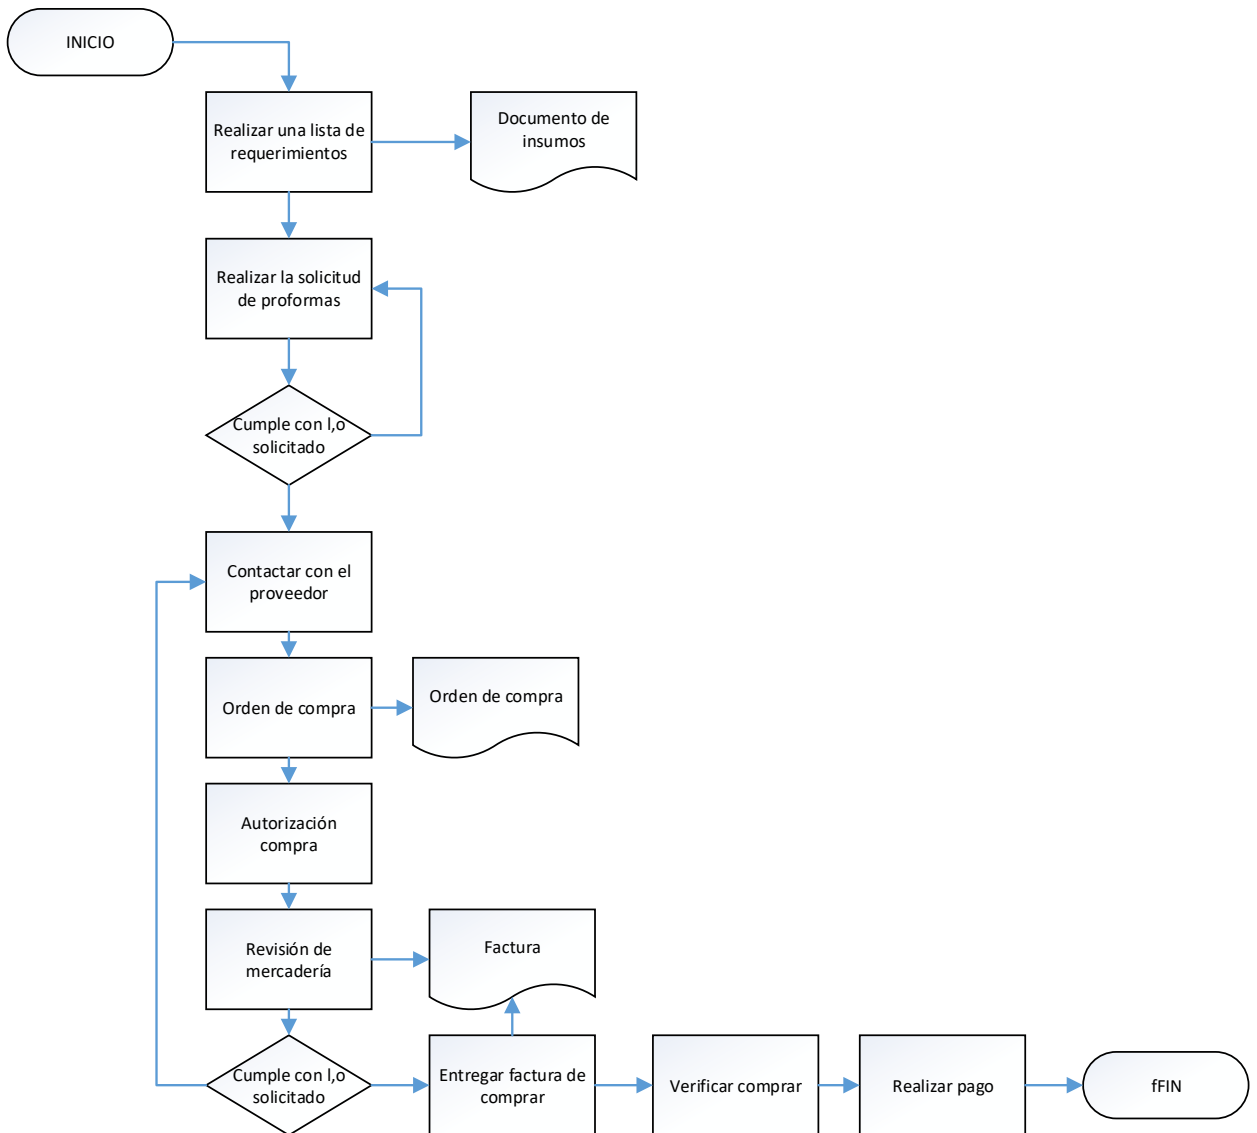 INICIO
Realizar una lista de
requerimientos
Documento de
insumos
Realizar la solicitud
de proformas
Cumple con l,o
solicitado
Contactar con el
proveedor
Orden de compra
Orden de compra
Autorización
compra
Revisión de
mercadería
Factura
Cumple con l,o
solicitado
Entregar factura de
comprar
Verificar comprar
Realizar pago
fFIN